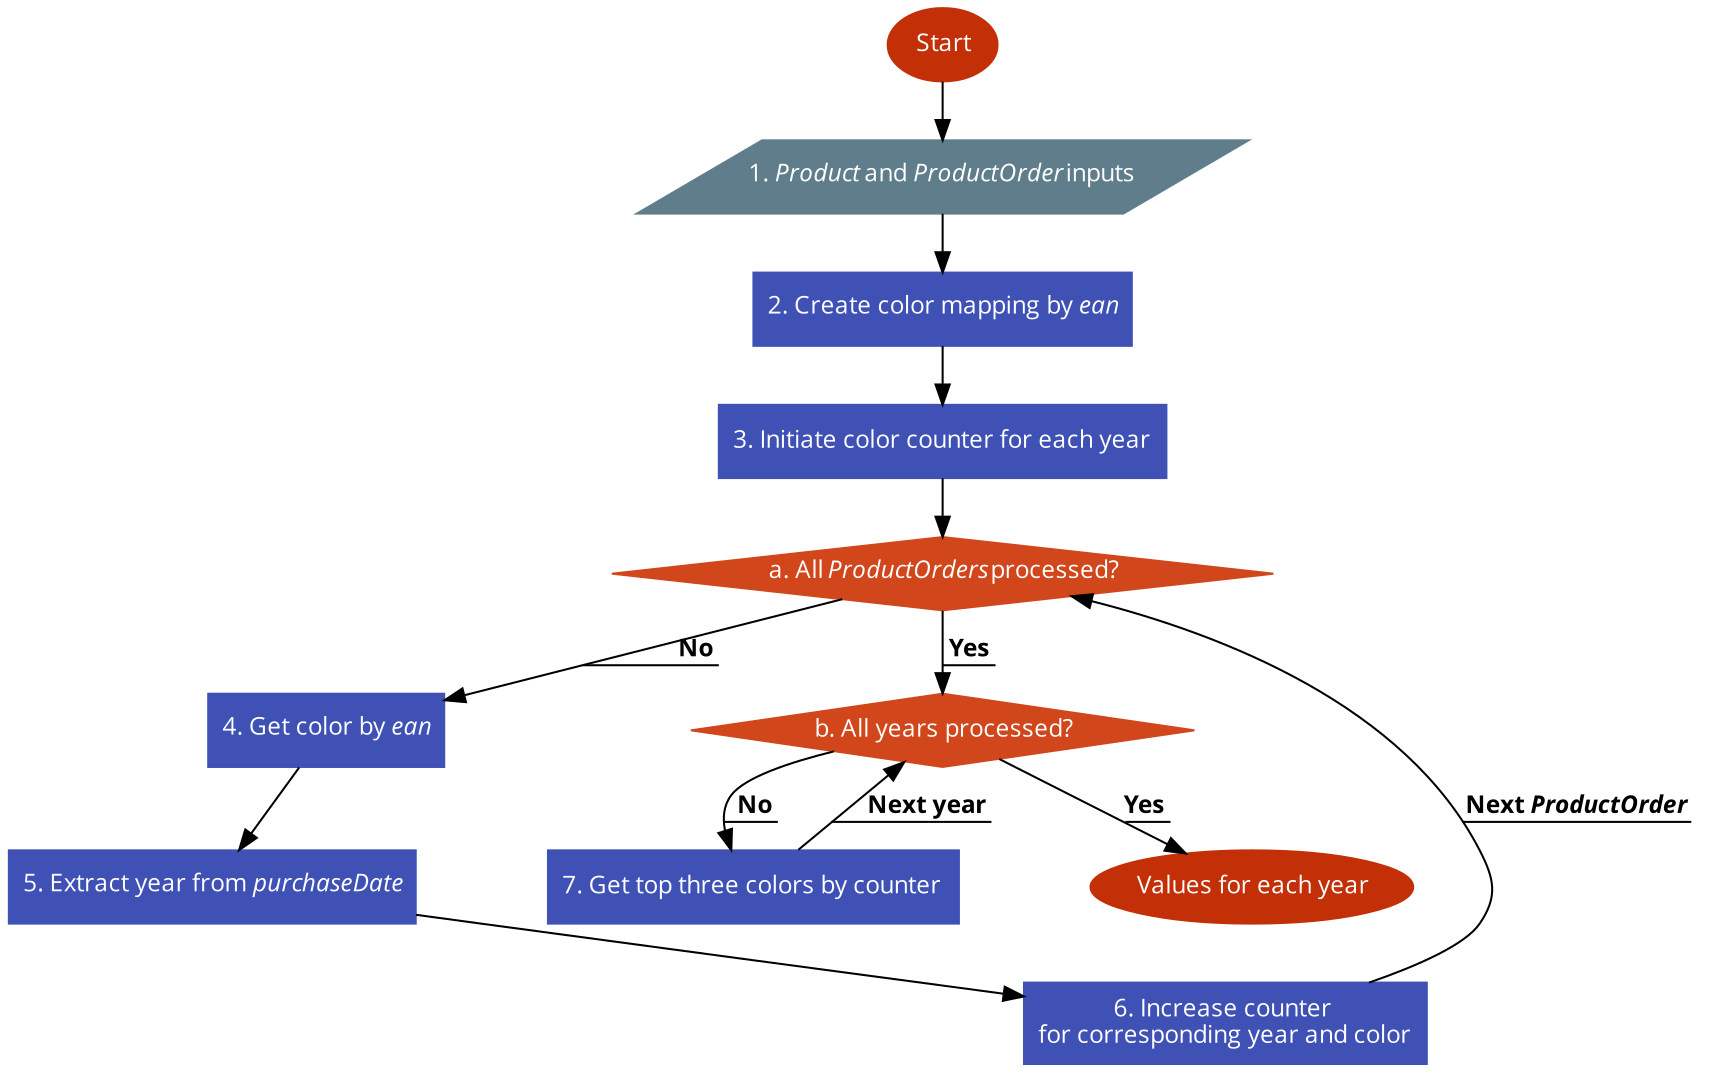 Start
1. Product and ProductOrder inputs
2. Create color mapping by ean
3. Initiate color counter for each year
a. All ProductOrders processed?
No
Yes
4. Get color by ean
b. All years processed?
No
Next year
Yes
Next ProductOrder
5. Extract year from purchaseDate
7. Get top three colors by counter
Values for each year
6. Increase counter
for corresponding year and color